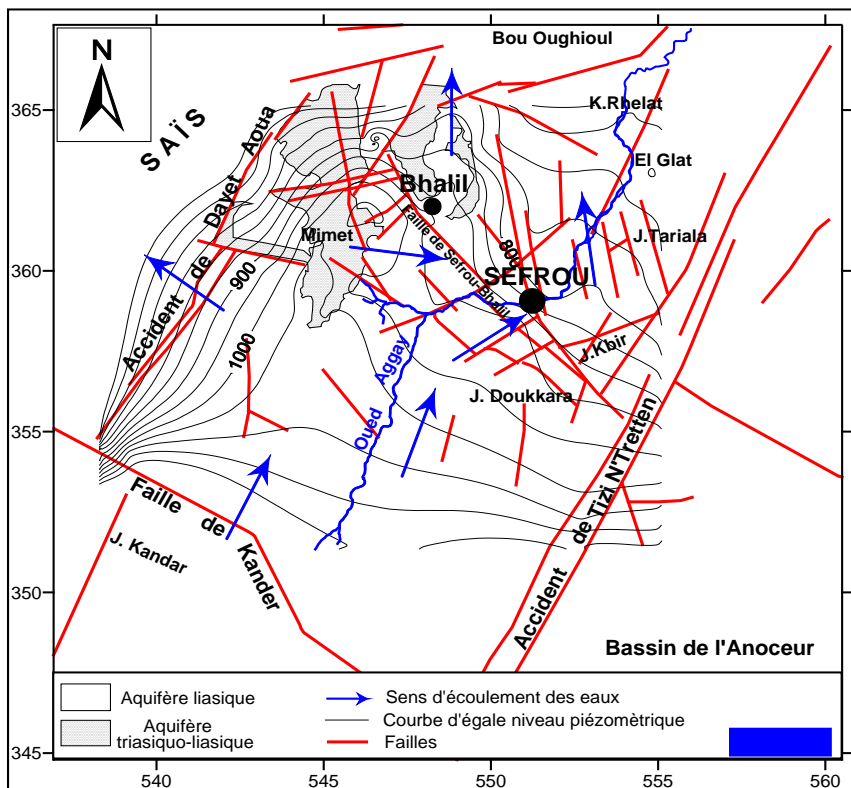 N
Bou Oughioul
365
SAÏS
K.Rhelat
Accident de Dayet Aoua
El Glat
Bhalil
Faille de Sefrou-Bhalil
Mimet
800
J.Tariala
360
900
SEFROU
1000
J.Kbir
Oued Aggay
J. Doukkara
355
Faille de Kander
Accident de Tizi N'Tretten
J. Kandar
350
Bassin de l'Anoceur
Aquifère liasique
Sens d'écoulement des eaux
Courbe d'égale niveau piézomètrique
Aquifère
triasiquo-liasique
Failles
345
540
545
550
555
560